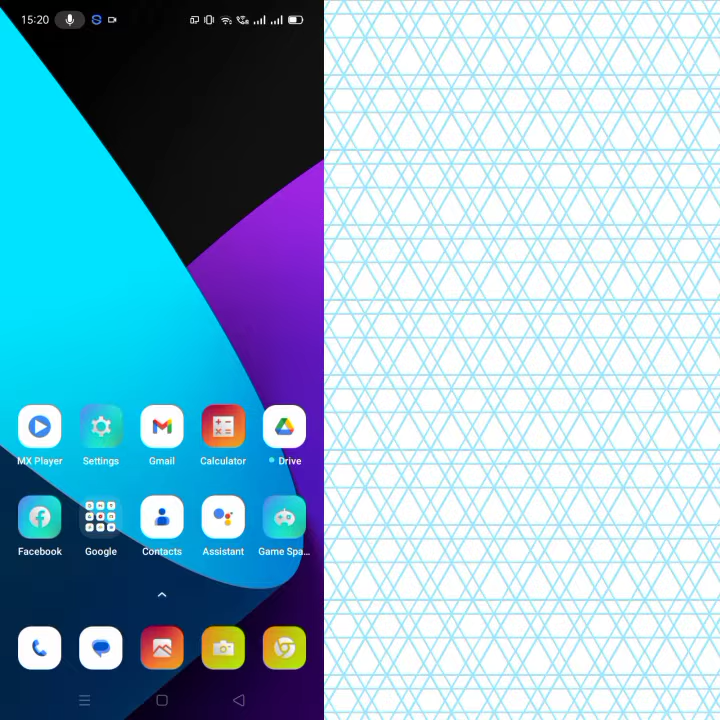 15:20
MX Player Settings Gmail Calculator Drive
Facebook Google Contacts Assistant Game Spa...